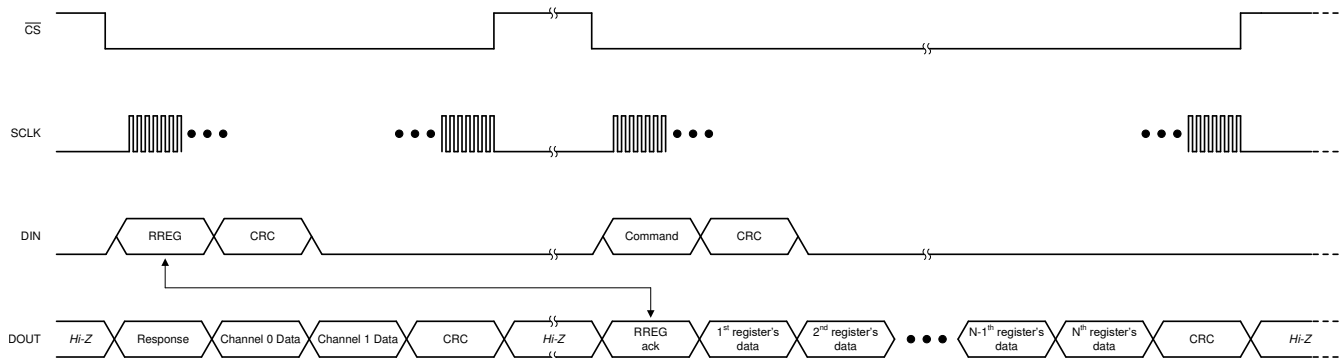 CS
SCLK
DIN
RREG
CRC
Command
CRC
DOUT
Hi-Z
Response
Channel 0 Data
Channel 1 Data
CRC
Hi-Z
RREG
ack
1st register's
data
2nd register's
data
N-1th register's
data
Nth register's
data
CRC
Hi-Z